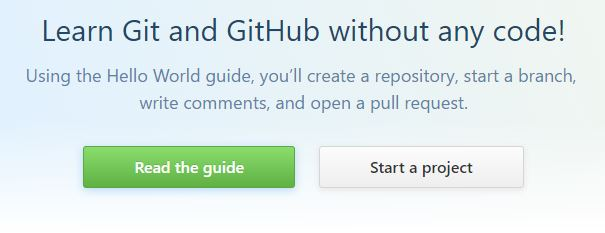 Learn Git and GitHub without any code!
Using the Hello World guide, you’ll create a repository, start a branch,
write comments, and open a pull request.
Read the guide
Start a project